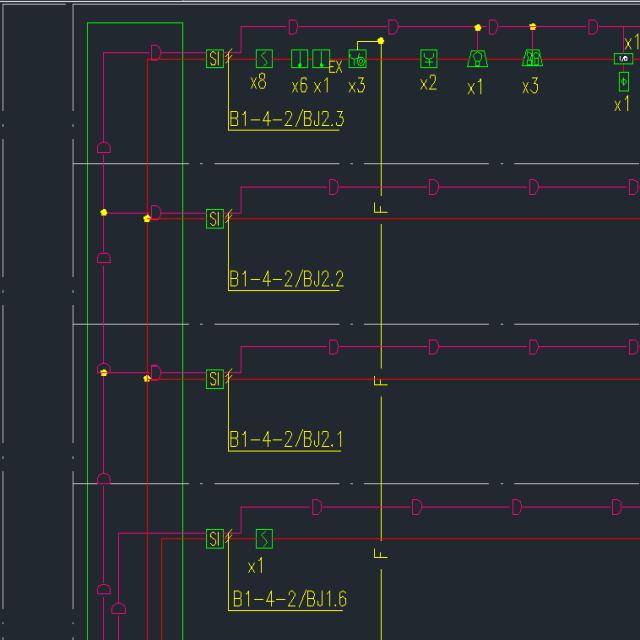 D D D D
D SI EX I/O x1
x8 x6 x1 x3 x2 x1 x3 x1
B1-4-2/BJ2.3
D
D D D D
D SI F
D
B1-4-2/BJ2.2
D D D D
D SI F
B1-4-2/BJ2.1
D
D D D D
SI F
x1
D
B1-4-2/BJ1.6
D